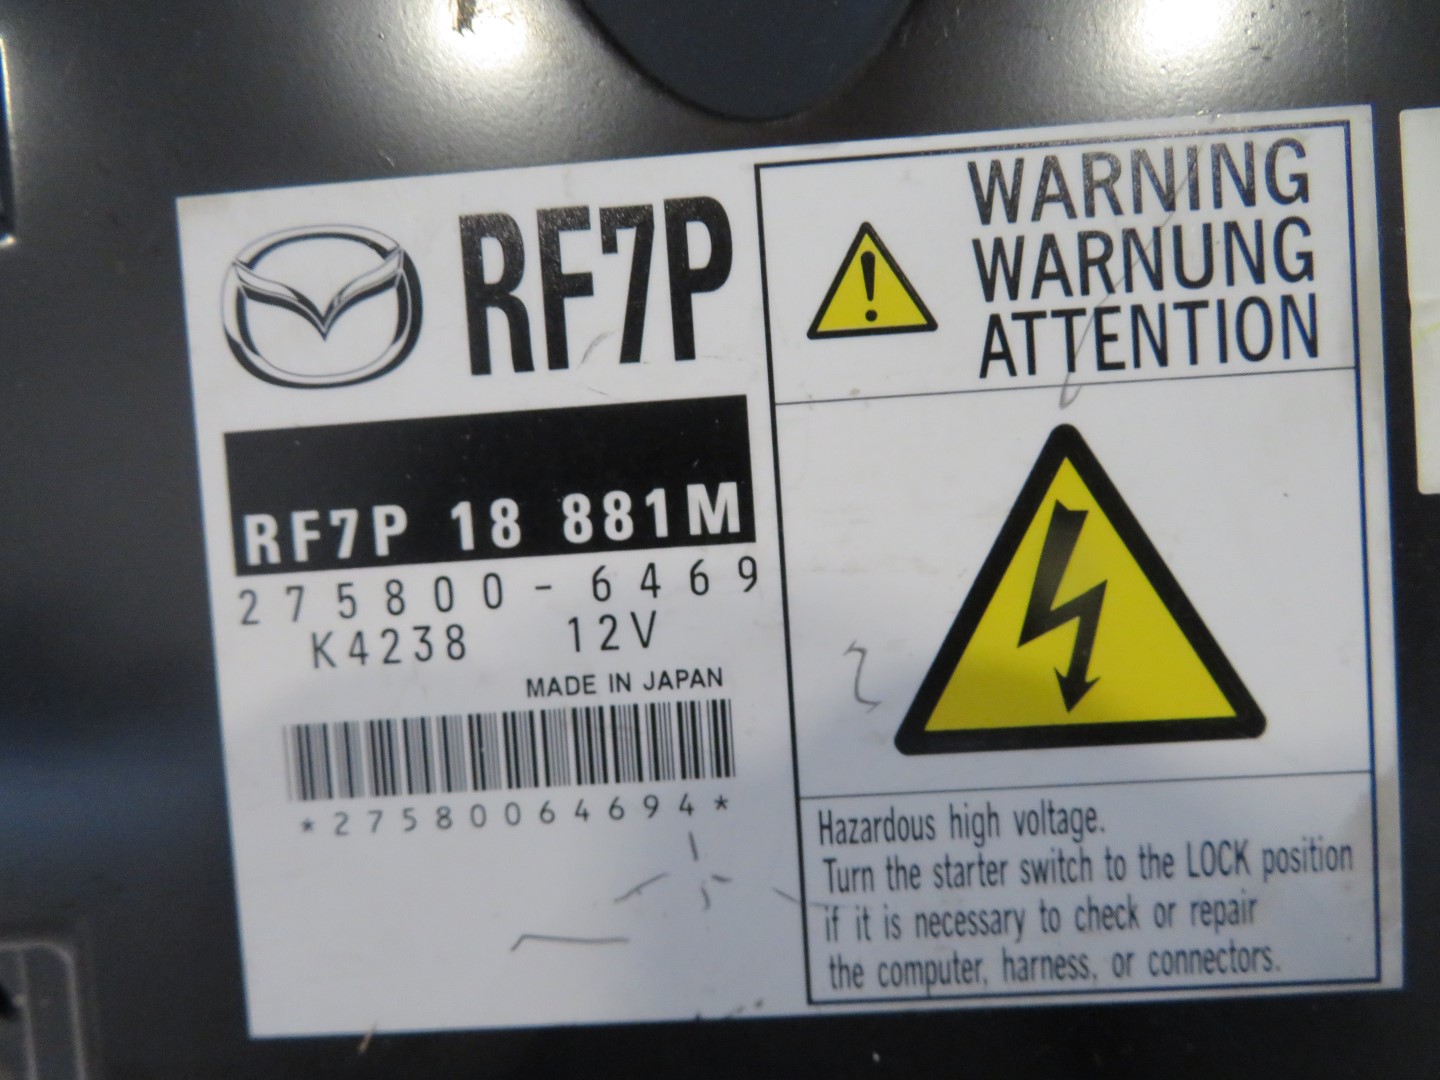 RF7P
RF7P 18 881M
275800-6469
K4238 12V
MADE IN JAPAN
*27580064694*
WARNING
WARNUNG
ATTENTION
Hazardous high voltage.
Turn the starter switch to the LOCK position
if it is necessary to check or repair
the computer, harness, or connectors.